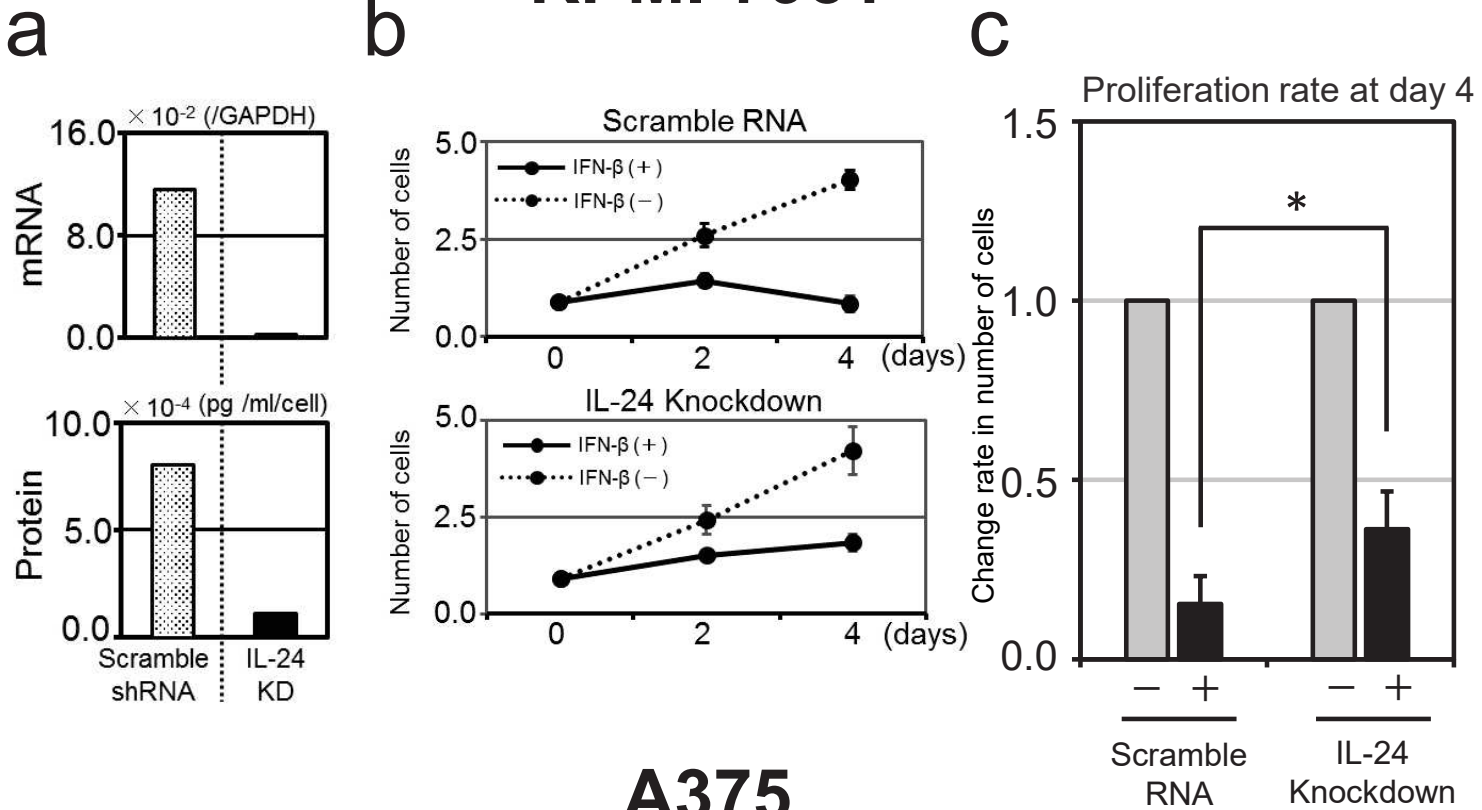 a
b
c
× 10-2 (/GAPDH)
16.0
8.0
0.0
mRNA
× 10-4 (pg /ml/cell)
10.0
5.0
0.0
Protein
Scramble
shRNA
IL-24
KD
Scramble RNA
5.0
2.5
0.0
Number of cells
IFN-β (+)
IFN-β (−)
0
2
4
(days)
IL-24 Knockdown
5.0
2.5
0.0
Number of cells
IFN-β (+)
IFN-β (−)
0
2
4
(days)
Proliferation rate at day 4
1.5
1.0
0.5
0.0
Change rate in number of cells
*
− +
− +
Scramble
RNA
IL-24
Knockdown
A375